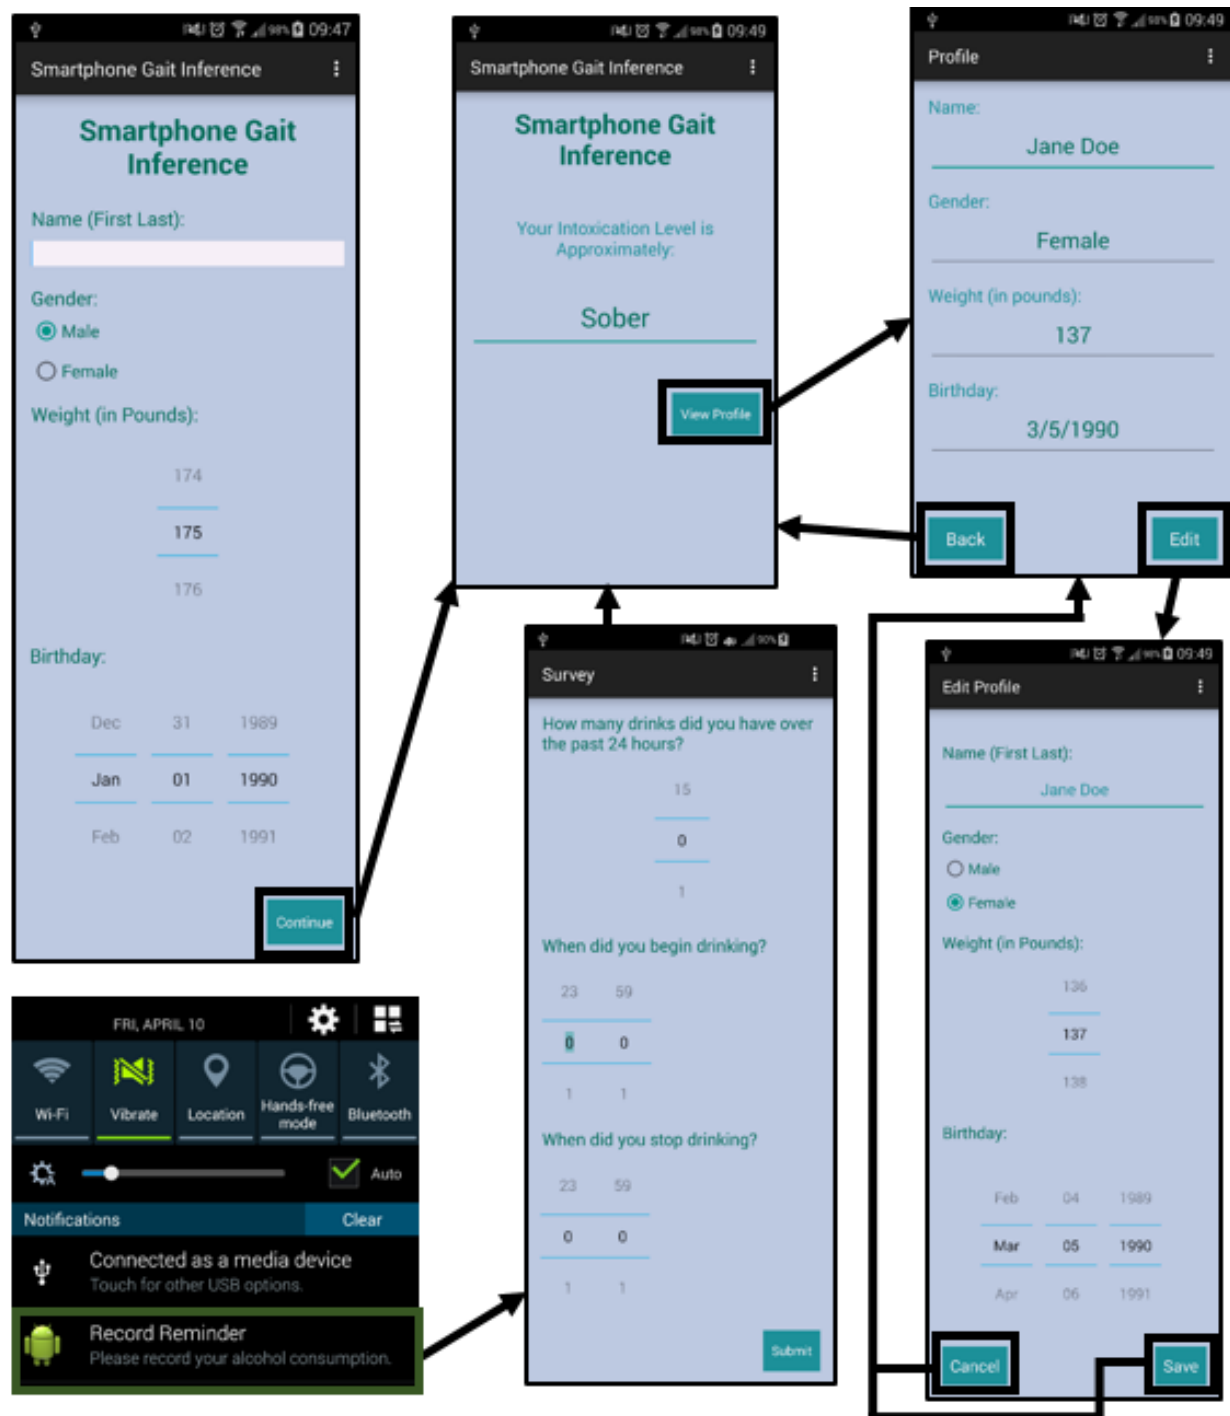 98% 09:47
Smartphone Gait Inference
Smartphone Gait
Inference
Name (First Last):
Gender:
Male
Female
Weight (in Pounds):
174
175
176
Birthday:
Dec 31 1989
Jan 01 1990
Feb 02 1991
Continue
98% 09:49
Smartphone Gait Inference
Smartphone Gait
Inference
Your Intoxication Level is
Approximately:
Sober
View Profile
98% 09:49
Profile
Name:
Jane Doe
Gender:
Female
Weight (in pounds):
137
Birthday:
3/5/1990
Back Edit
FRI, APRIL 10
Wi-Fi Vibrate Location Hands-free mode Bluetooth
Auto
Notifications Clear
Connected as a media device
Touch for other USB options.
Record Reminder
Please record your alcohol consumption.
90%
Survey
How many drinks did you have over
the past 24 hours?
15
0
1
When did you begin drinking?
23 59
0 0
1 1
When did you stop drinking?
23 59
0 0
1 1
Submit
98% 09:49
Edit Profile
Name (First Last):
Jane Doe
Gender:
Male
Female
Weight (in Pounds):
136
137
138
Birthday:
Feb 04 1989
Mar 05 1990
Apr 06 1991
Cancel Save